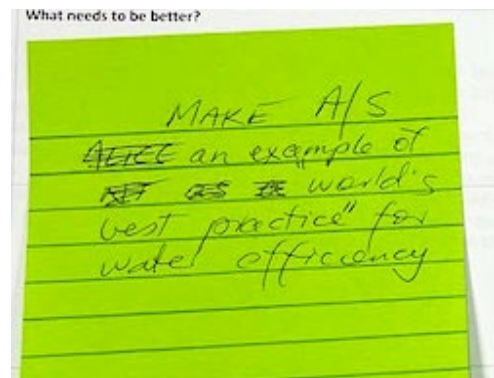 What needs to be better?
MAKE A/S
an example of
world's
best practice" for
water efficiency